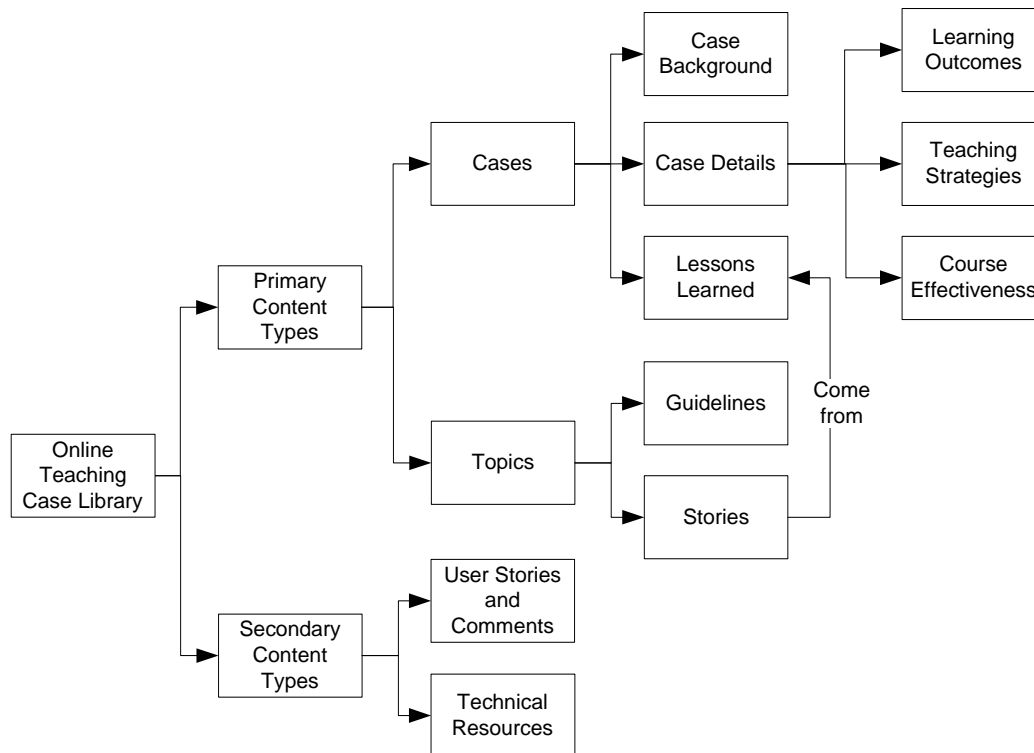 Case
Background
Learning
Outcomes
Cases
Case Details
Teaching
Strategies
Primary
Content
Types
Lessons
Learned
Course
Effectiveness
Come
from
Guidelines
Online
Teaching
Case Library
Topics
Stories
User Stories
and
Comments
Secondary
Content
Types
Technical
Resources